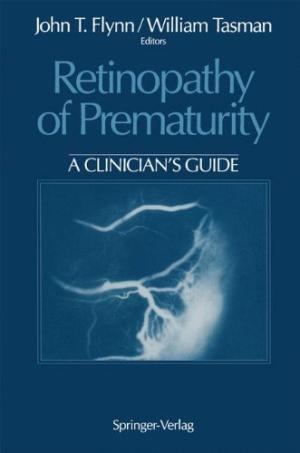 John T. Flynn/William Tasman
Editors
Retinopathy
of Prematurity
A CLINICIAN'S GUIDE
Springer-Verlag